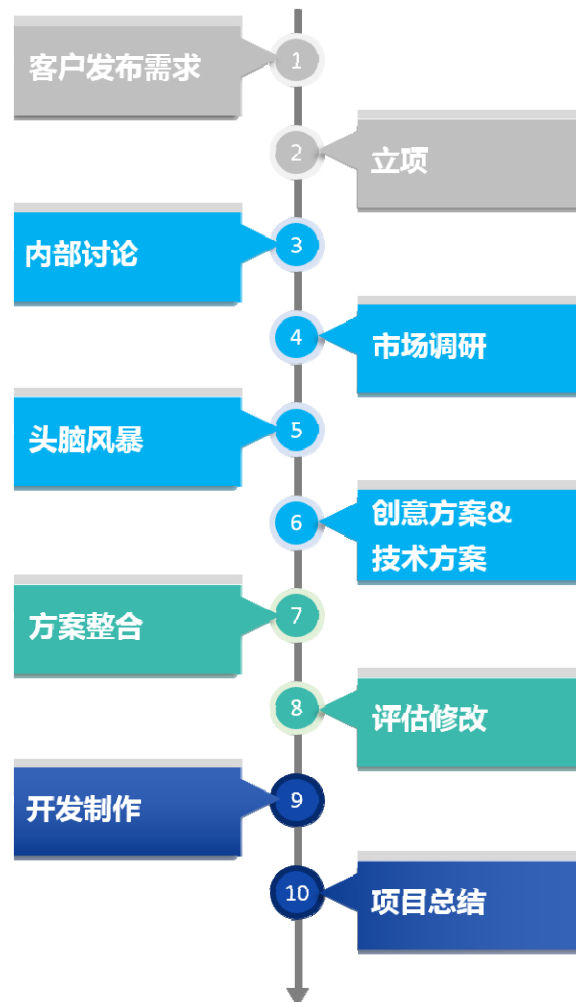 客户发布需求
1
2
立项
内部讨论
3
4
市场调研
头脑风暴
5
6
创意方案&
技术方案
方案整合
7
8
评估修改
开发制作
9
10
项目总结